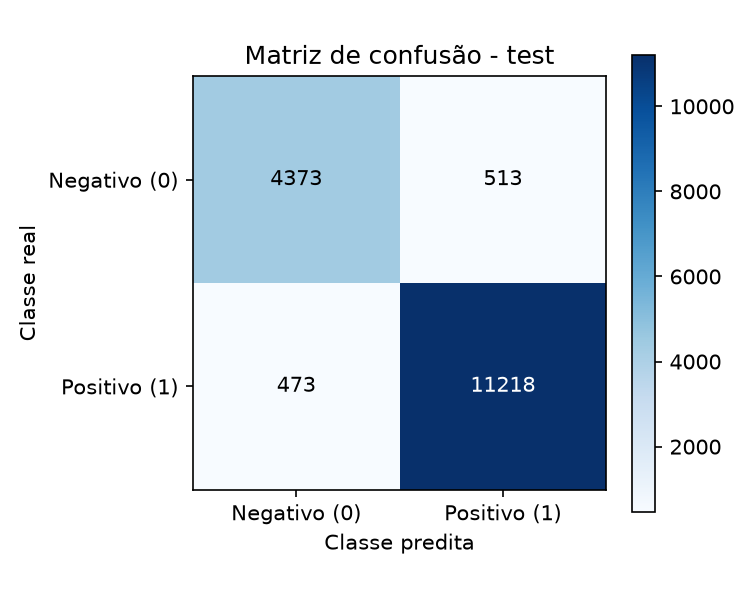 Matriz de confusão - test
Negativo (0)
4373
513
Positivo (1)
473
11218
Negativo (0)
Positivo (1)
Classe predita
Classe real
10000
8000
6000
4000
2000